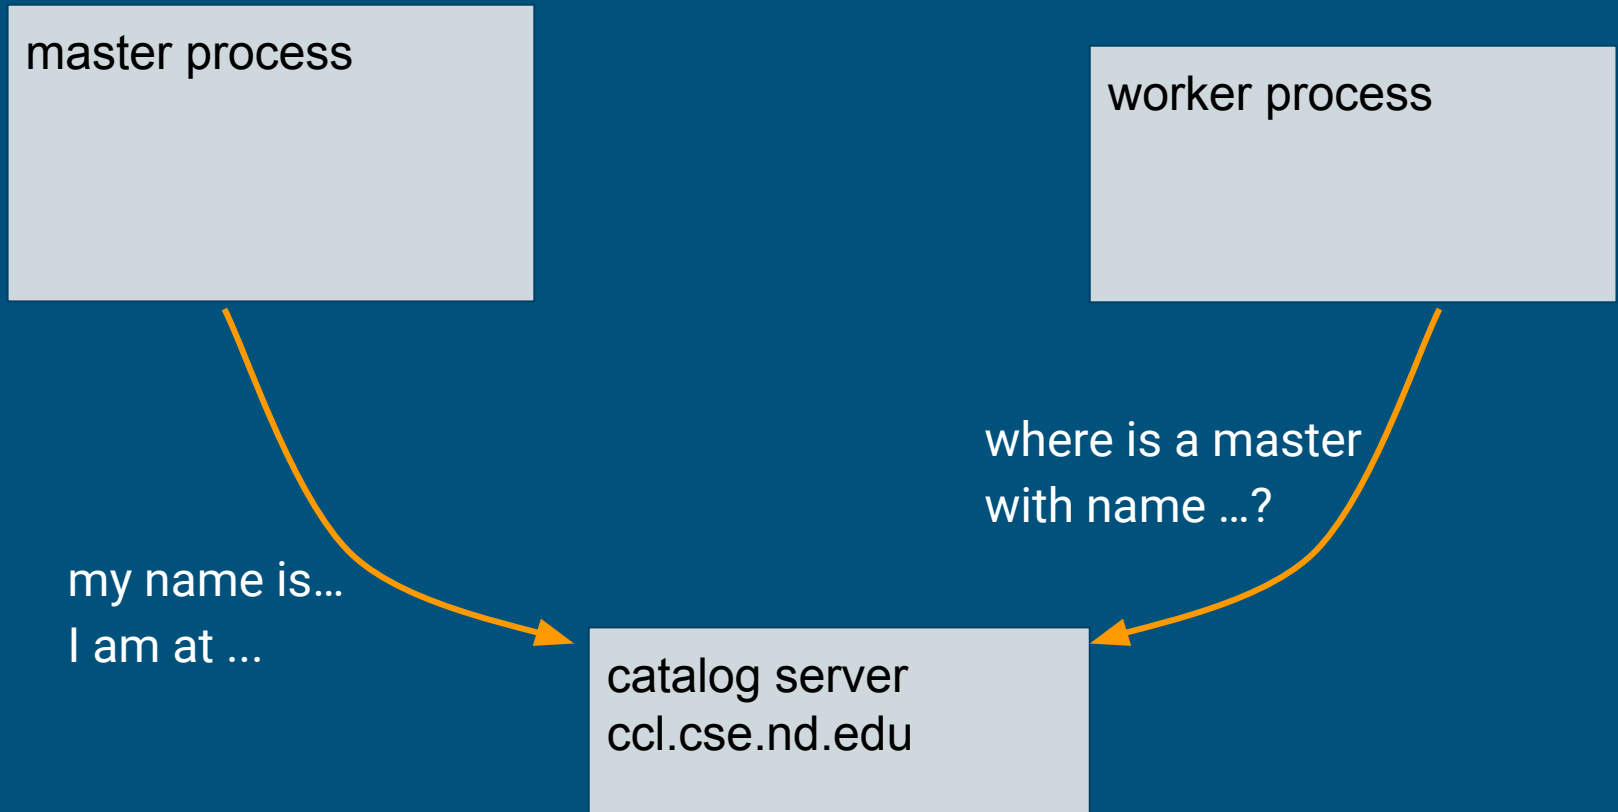 master process
worker process
where is a master
with name …?
my name is…
I am at ...
catalog server
ccl.cse.nd.edu